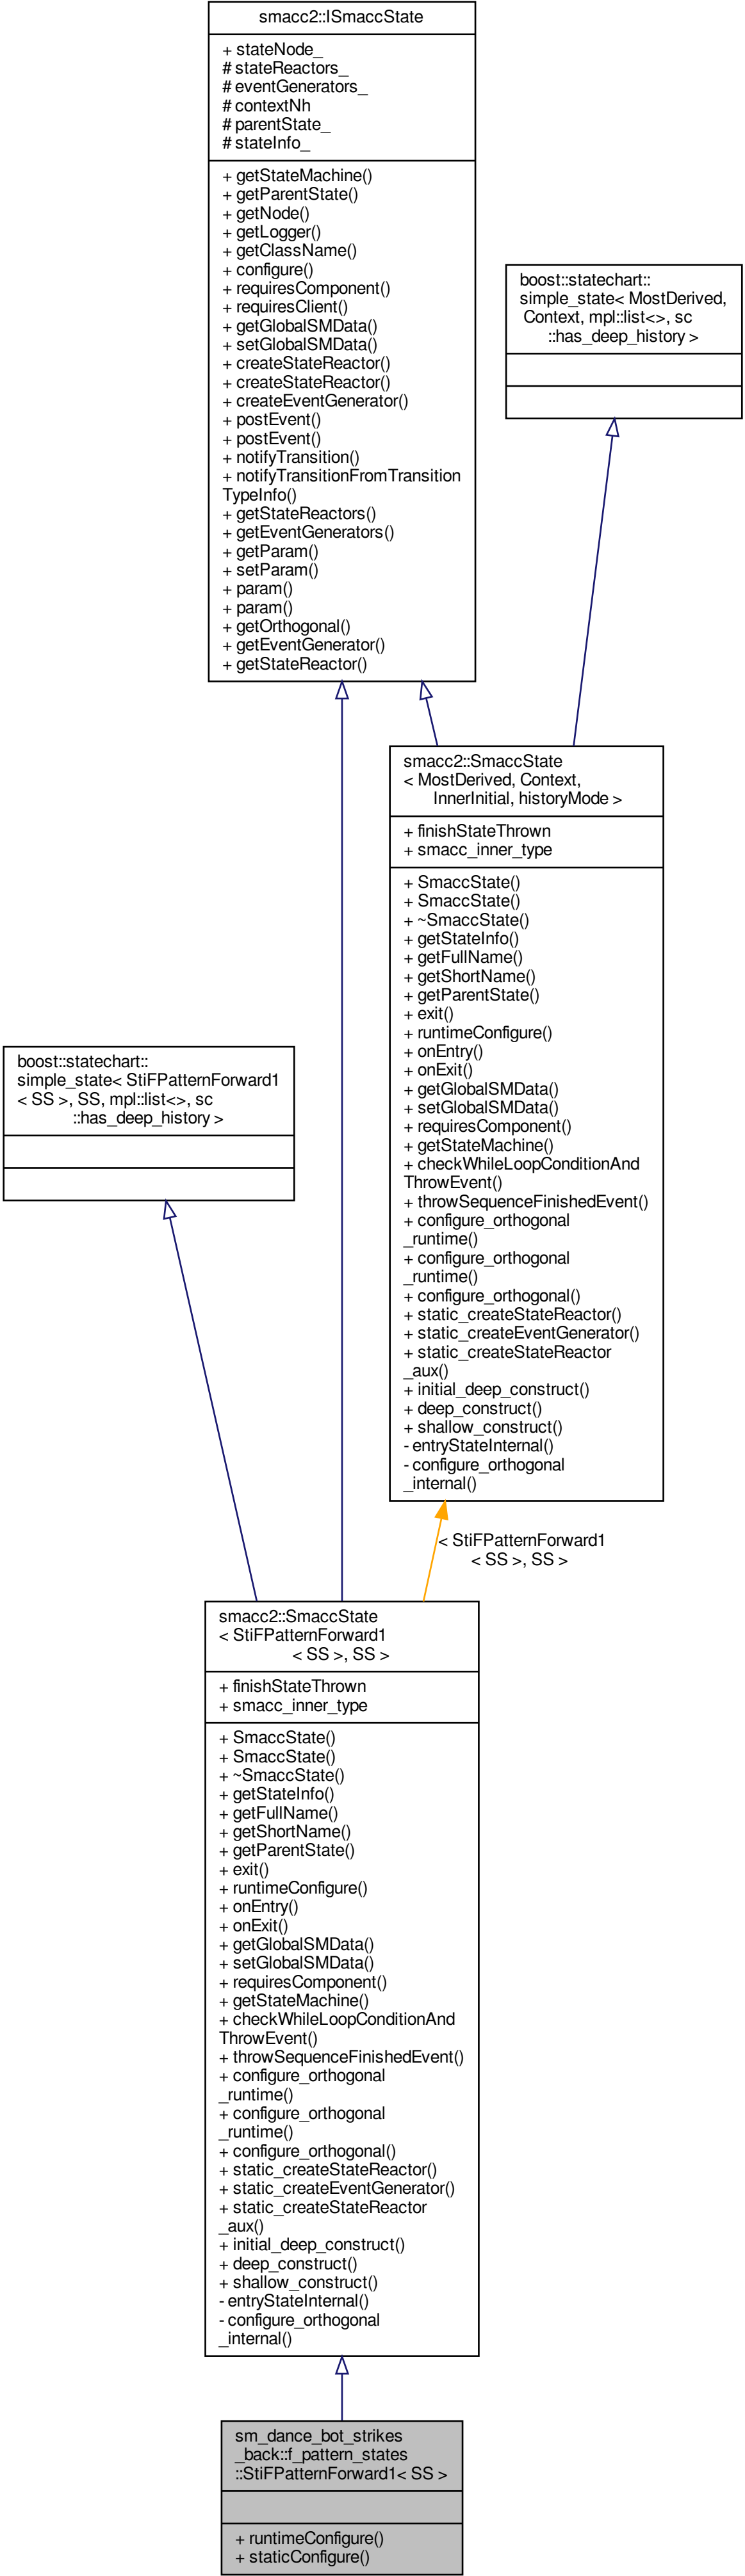 smacc2::ISmaccState
+ stateNode_
# stateReactors_
# eventGenerators_
# contextNh
# parentState_
# stateInfo_
+ getStateMachine()
+ getParentState()
+ getNode()
+ getLogger()
+ getClassName()
+ configure()
+ requiresComponent()
+ requiresClient()
+ getGlobalSMData()
+ setGlobalSMData()
+ createStateReactor()
+ createStateReactor()
+ createEventGenerator()
+ postEvent()
+ postEvent()
+ notifyTransition()
+ notifyTransitionFromTransition
TypeInfo()
+ getStateReactors()
+ getEventGenerators()
+ getParam()
+ setParam()
+ param()
+ param()
+ getOrthogonal()
+ getEventGenerator()
+ getStateReactor()
boost::statechart::
simple_state< MostDerived,
Context, mpl::list<>, sc
::has_deep_history >
smacc2::SmaccState
< MostDerived, Context,
InnerInitial, historyMode >
+ finishStateThrown
+ smacc_inner_type
+ SmaccState()
+ SmaccState()
+ ~SmaccState()
+ getStateInfo()
+ getFullName()
+ getShortName()
+ getParentState()
+ exit()
+ runtimeConfigure()
+ onEntry()
+ onExit()
+ getGlobalSMData()
+ setGlobalSMData()
+ requiresComponent()
+ getStateMachine()
+ checkWhileLoopConditionAnd
ThrowEvent()
+ throwSequenceFinishedEvent()
+ configure_orthogonal
_runtime()
+ configure_orthogonal
_runtime()
+ configure_orthogonal()
+ static_createStateReactor()
+ static_createEventGenerator()
+ static_createStateReactor
_aux()
+ initial_deep_construct()
+ deep_construct()
+ shallow_construct()
- entryStateInternal()
- configure_orthogonal
_internal()
boost::statechart::
simple_state< StiFPatternForward1
< SS >, SS, mpl::list<>, sc
::has_deep_history >
< StiFPatternForward1
< SS >, SS >
smacc2::SmaccState
< StiFPatternForward1
< SS >, SS >
+ finishStateThrown
+ smacc_inner_type
+ SmaccState()
+ SmaccState()
+ ~SmaccState()
+ getStateInfo()
+ getFullName()
+ getShortName()
+ getParentState()
+ exit()
+ runtimeConfigure()
+ onEntry()
+ onExit()
+ getGlobalSMData()
+ setGlobalSMData()
+ requiresComponent()
+ getStateMachine()
+ checkWhileLoopConditionAnd
ThrowEvent()
+ throwSequenceFinishedEvent()
+ configure_orthogonal
_runtime()
+ configure_orthogonal
_runtime()
+ configure_orthogonal()
+ static_createStateReactor()
+ static_createEventGenerator()
+ static_createStateReactor
_aux()
+ initial_deep_construct()
+ deep_construct()
+ shallow_construct()
- entryStateInternal()
- configure_orthogonal
_internal()
sm_dance_bot_strikes
_back::f_pattern_states
::StiFPatternForward1< SS >
+ runtimeConfigure()
+ staticConfigure()